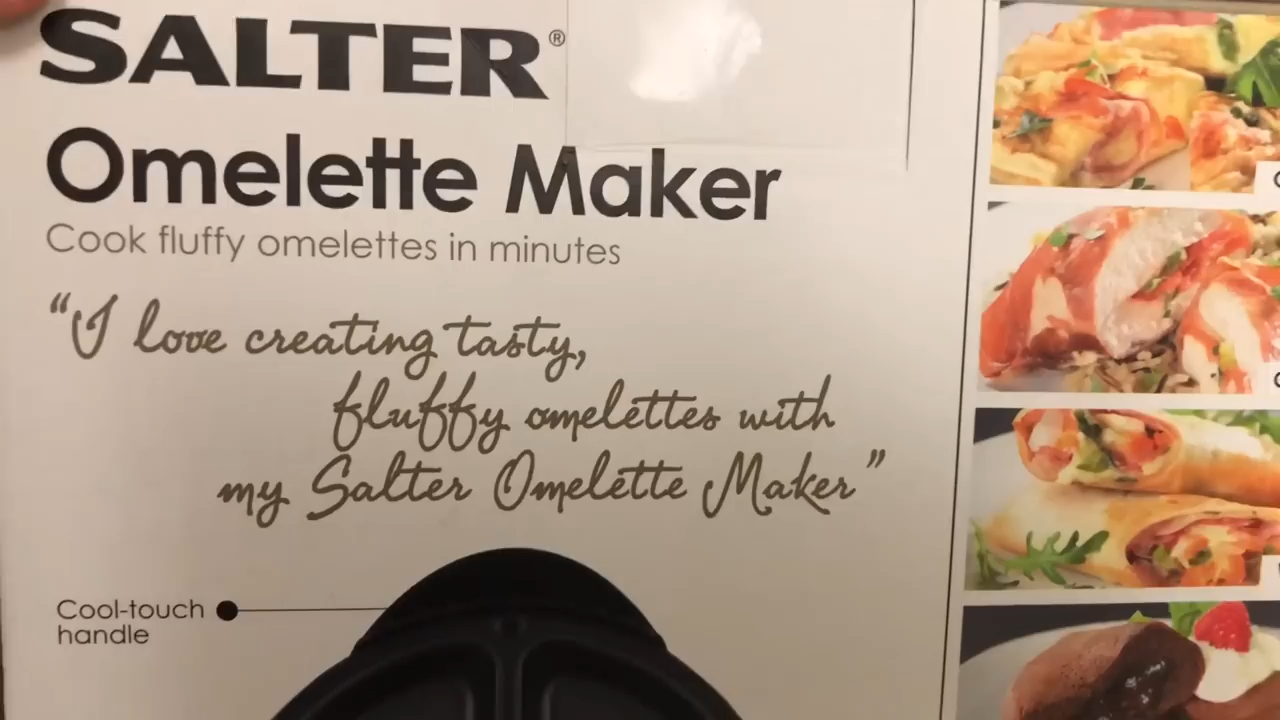 SALTER®
Omelette Maker
Cook fluffy omelettes in minutes
“I love creating tasty,
fluffy omelettes with
my Salter Omelette Maker”
Cool-touch
handle